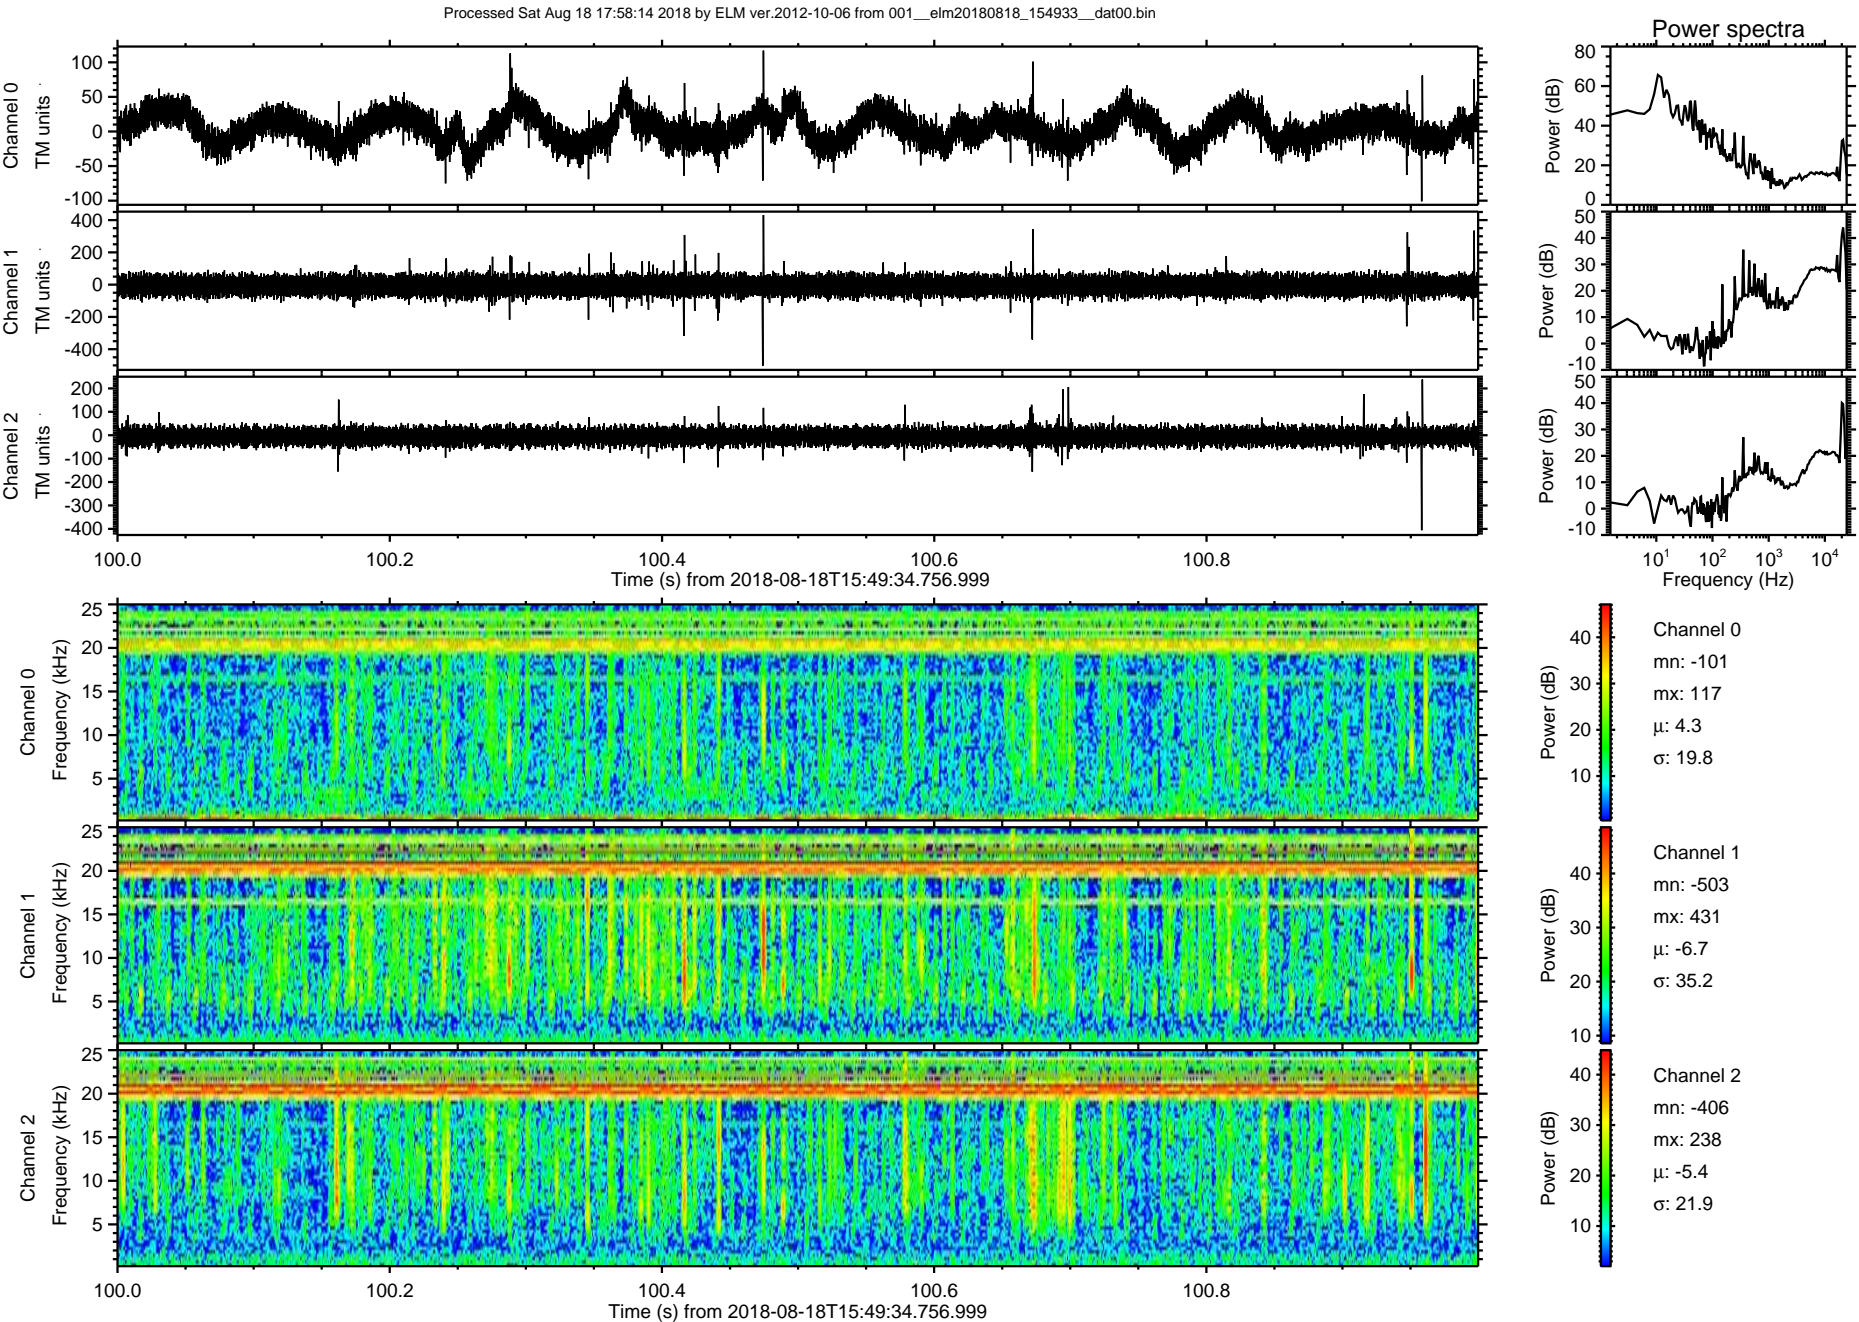 Processed Sat Aug 18 17:58:14 2018 by ELM ver.2012-10-06 from 001__elm20180818_154933__dat00.bin
Power spectra
Channel 0
TM units
100
50
0
-50
-100
Power (dB)
80
60
40
20
0
Channel 1
TM units
400
200
0
-200
-400
Power (dB)
50
40
30
20
10
0
-10
Channel 2
TM units
200
100
0
-100
-200
-300
-400
Power (dB)
50
40
30
20
10
0
-10
100.0 100.2 100.4 100.6 100.8
Time (s) from 2018-08-18T15:49:34.756.999
10¹ 10² 10³ 10⁴
Frequency (Hz)
Channel 0
Frequency (kHz)
25
20
15
10
5
Power (dB)
40
30
20
10
Channel 0
mn: -101
mx: 117
μ: 4.3
σ: 19.8
Channel 1
Frequency (kHz)
25
20
15
10
5
Power (dB)
40
30
20
10
Channel 1
mn: -503
mx: 431
μ: -6.7
σ: 35.2
Channel 2
Frequency (kHz)
25
20
15
10
5
Power (dB)
40
30
20
10
Channel 2
mn: -406
mx: 238
μ: -5.4
σ: 21.9
100.0 100.2 100.4 100.6 100.8
Time (s) from 2018-08-18T15:49:34.756.999